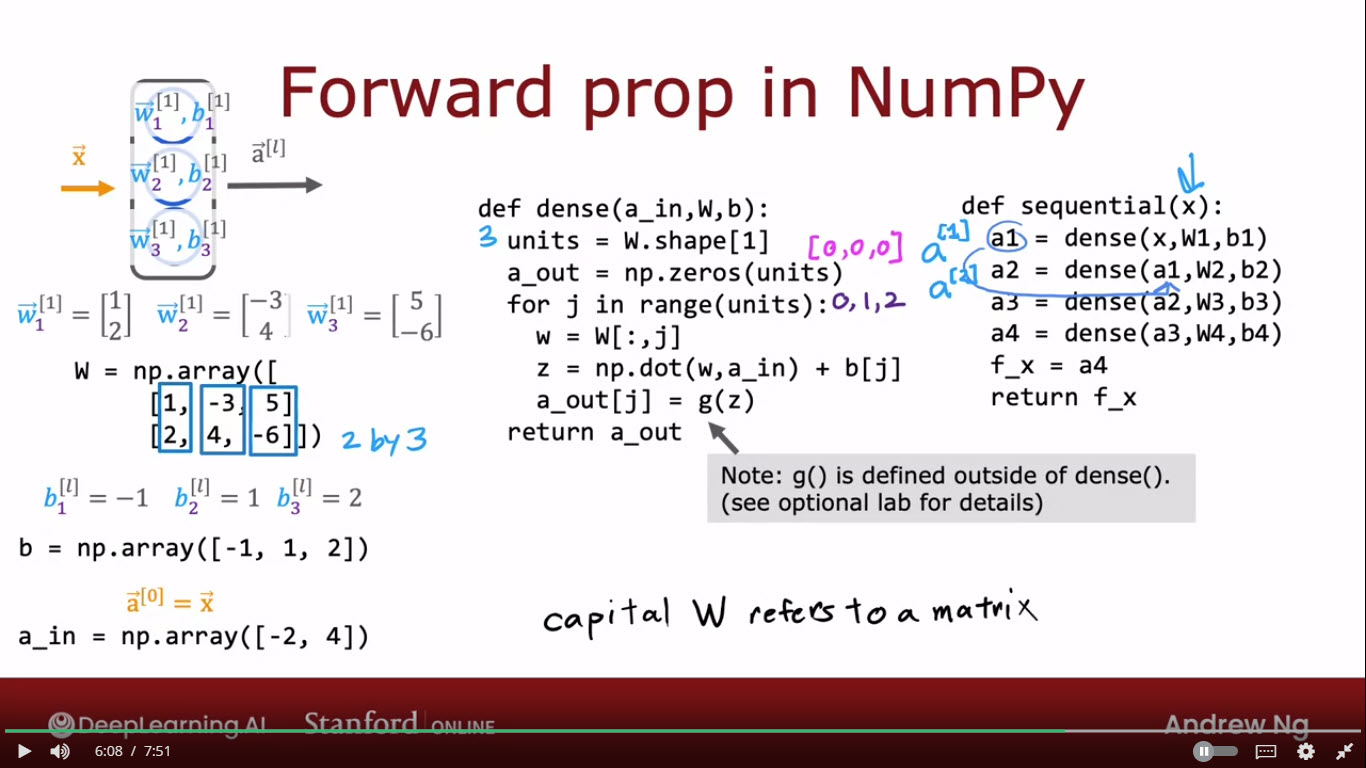 Forward prop in NumPy
w⃗₁^[1], b₁^[1]
w⃗₂^[1], b₂^[1]
w⃗₃^[1], b₃^[1]
x⃗
a⃗^[l]
w⃗₁^[1] = [1 2] w⃗₂^[1] = [−3 4] w⃗₃^[1] = [5 −6]
W = np.array([
[1, -3, 5]
[2, 4, -6]])
2 by 3
b₁^[l] = −1 b₂^[l] = 1 b₃^[l] = 2
b = np.array([-1, 1, 2])
a⃗^[0] = x⃗
a_in = np.array([-2, 4])
def dense(a_in,W,b):
3 units = W.shape[1] [0,0,0]
a_out = np.zeros(units)
for j in range(units): 0,1,2
w = W[:,j]
z = np.dot(w,a_in) + b[j]
a_out[j] = g(z)
return a_out
Note: g() is defined outside of dense().
(see optional lab for details)
def sequential(x):
a^[1] a1 = dense(x,W1,b1)
a^[2] a2 = dense(a1,W2,b2)
a3 = dense(a2,W3,b3)
a4 = dense(a3,W4,b4)
f_x = a4
return f_x
capital W refers to a matrix
DeepLearning.AI Stanford ONLINE Andrew Ng
6:08 / 7:51